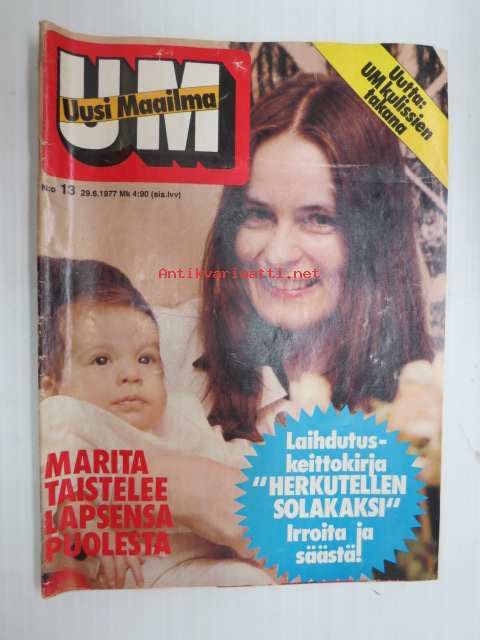 UM
Uusi Maailma
Uutta:
UM kulissien
takana
N:o 13 29.6.1977 Mk 4:90 (sis.lvv)
Antikvariaatti.net
MARITA
TAISTELEE
LAPSENSA
PUOLESTA
Laihdutus-
keittokirja
"HERKUTELLEN
SOLAKAKSI"
Irroita ja
säästä!